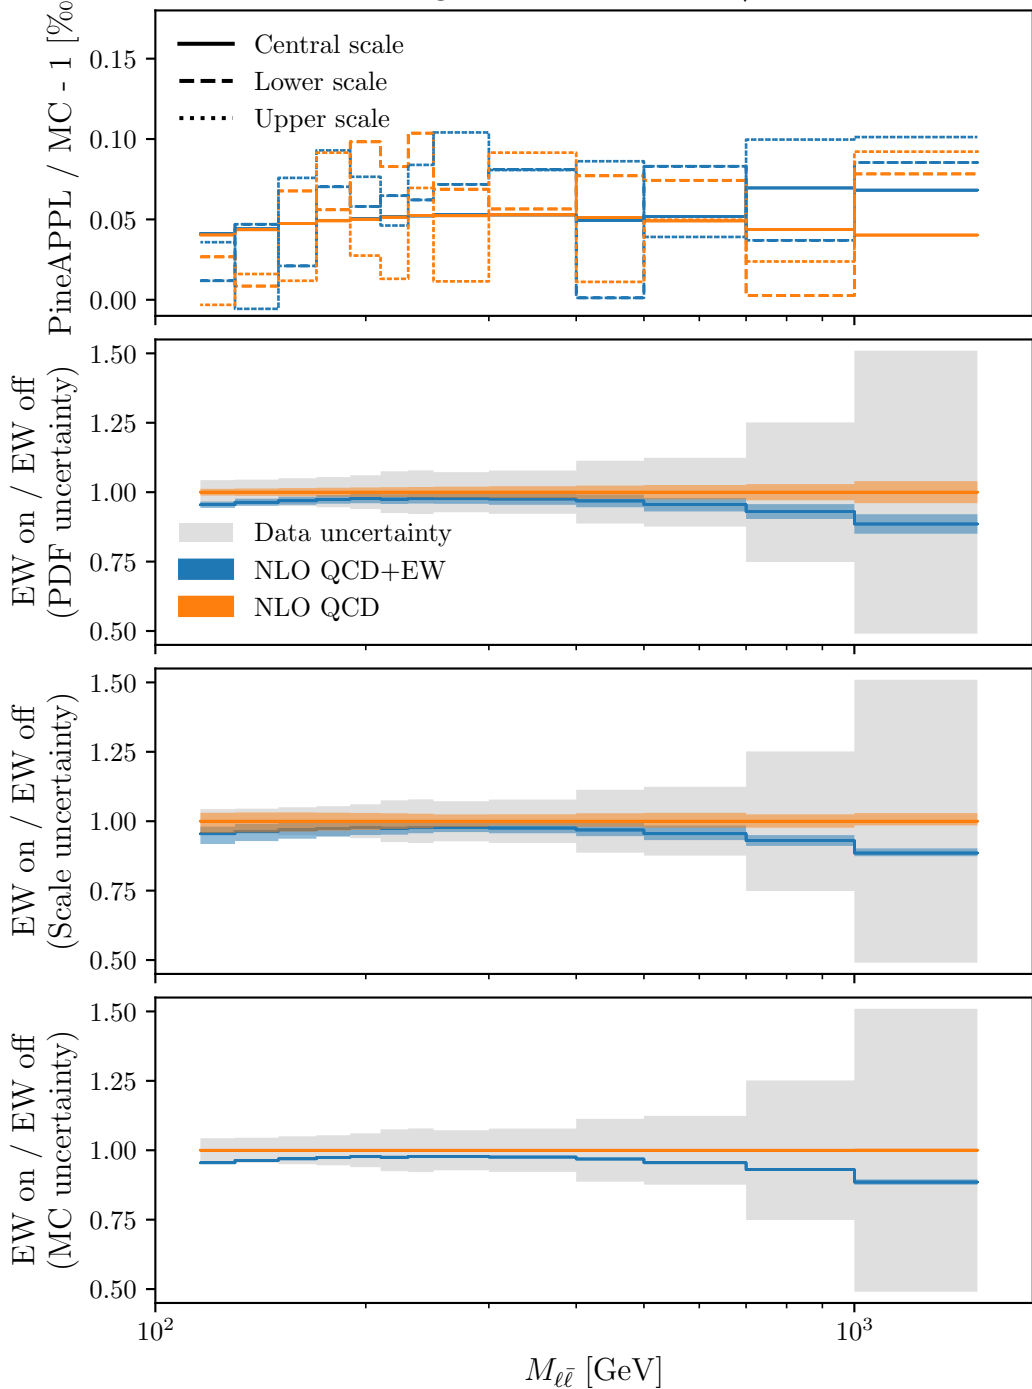 PineAPPL / MC - 1 [‰
0.15
0.10
0.05
0.00
Central scale
Lower scale
Upper scale
EW on / EW off
(PDF uncertainty)
1.50
1.25
1.00
0.75
0.50
Data uncertainty
NLO QCD+EW
NLO QCD
EW on / EW off
(Scale uncertainty)
1.50
1.25
1.00
0.75
0.50
EW on / EW off
(MC uncertainty)
1.50
1.25
1.00
0.75
0.50
10² 10³
M_{ℓℓ̄} [GeV]